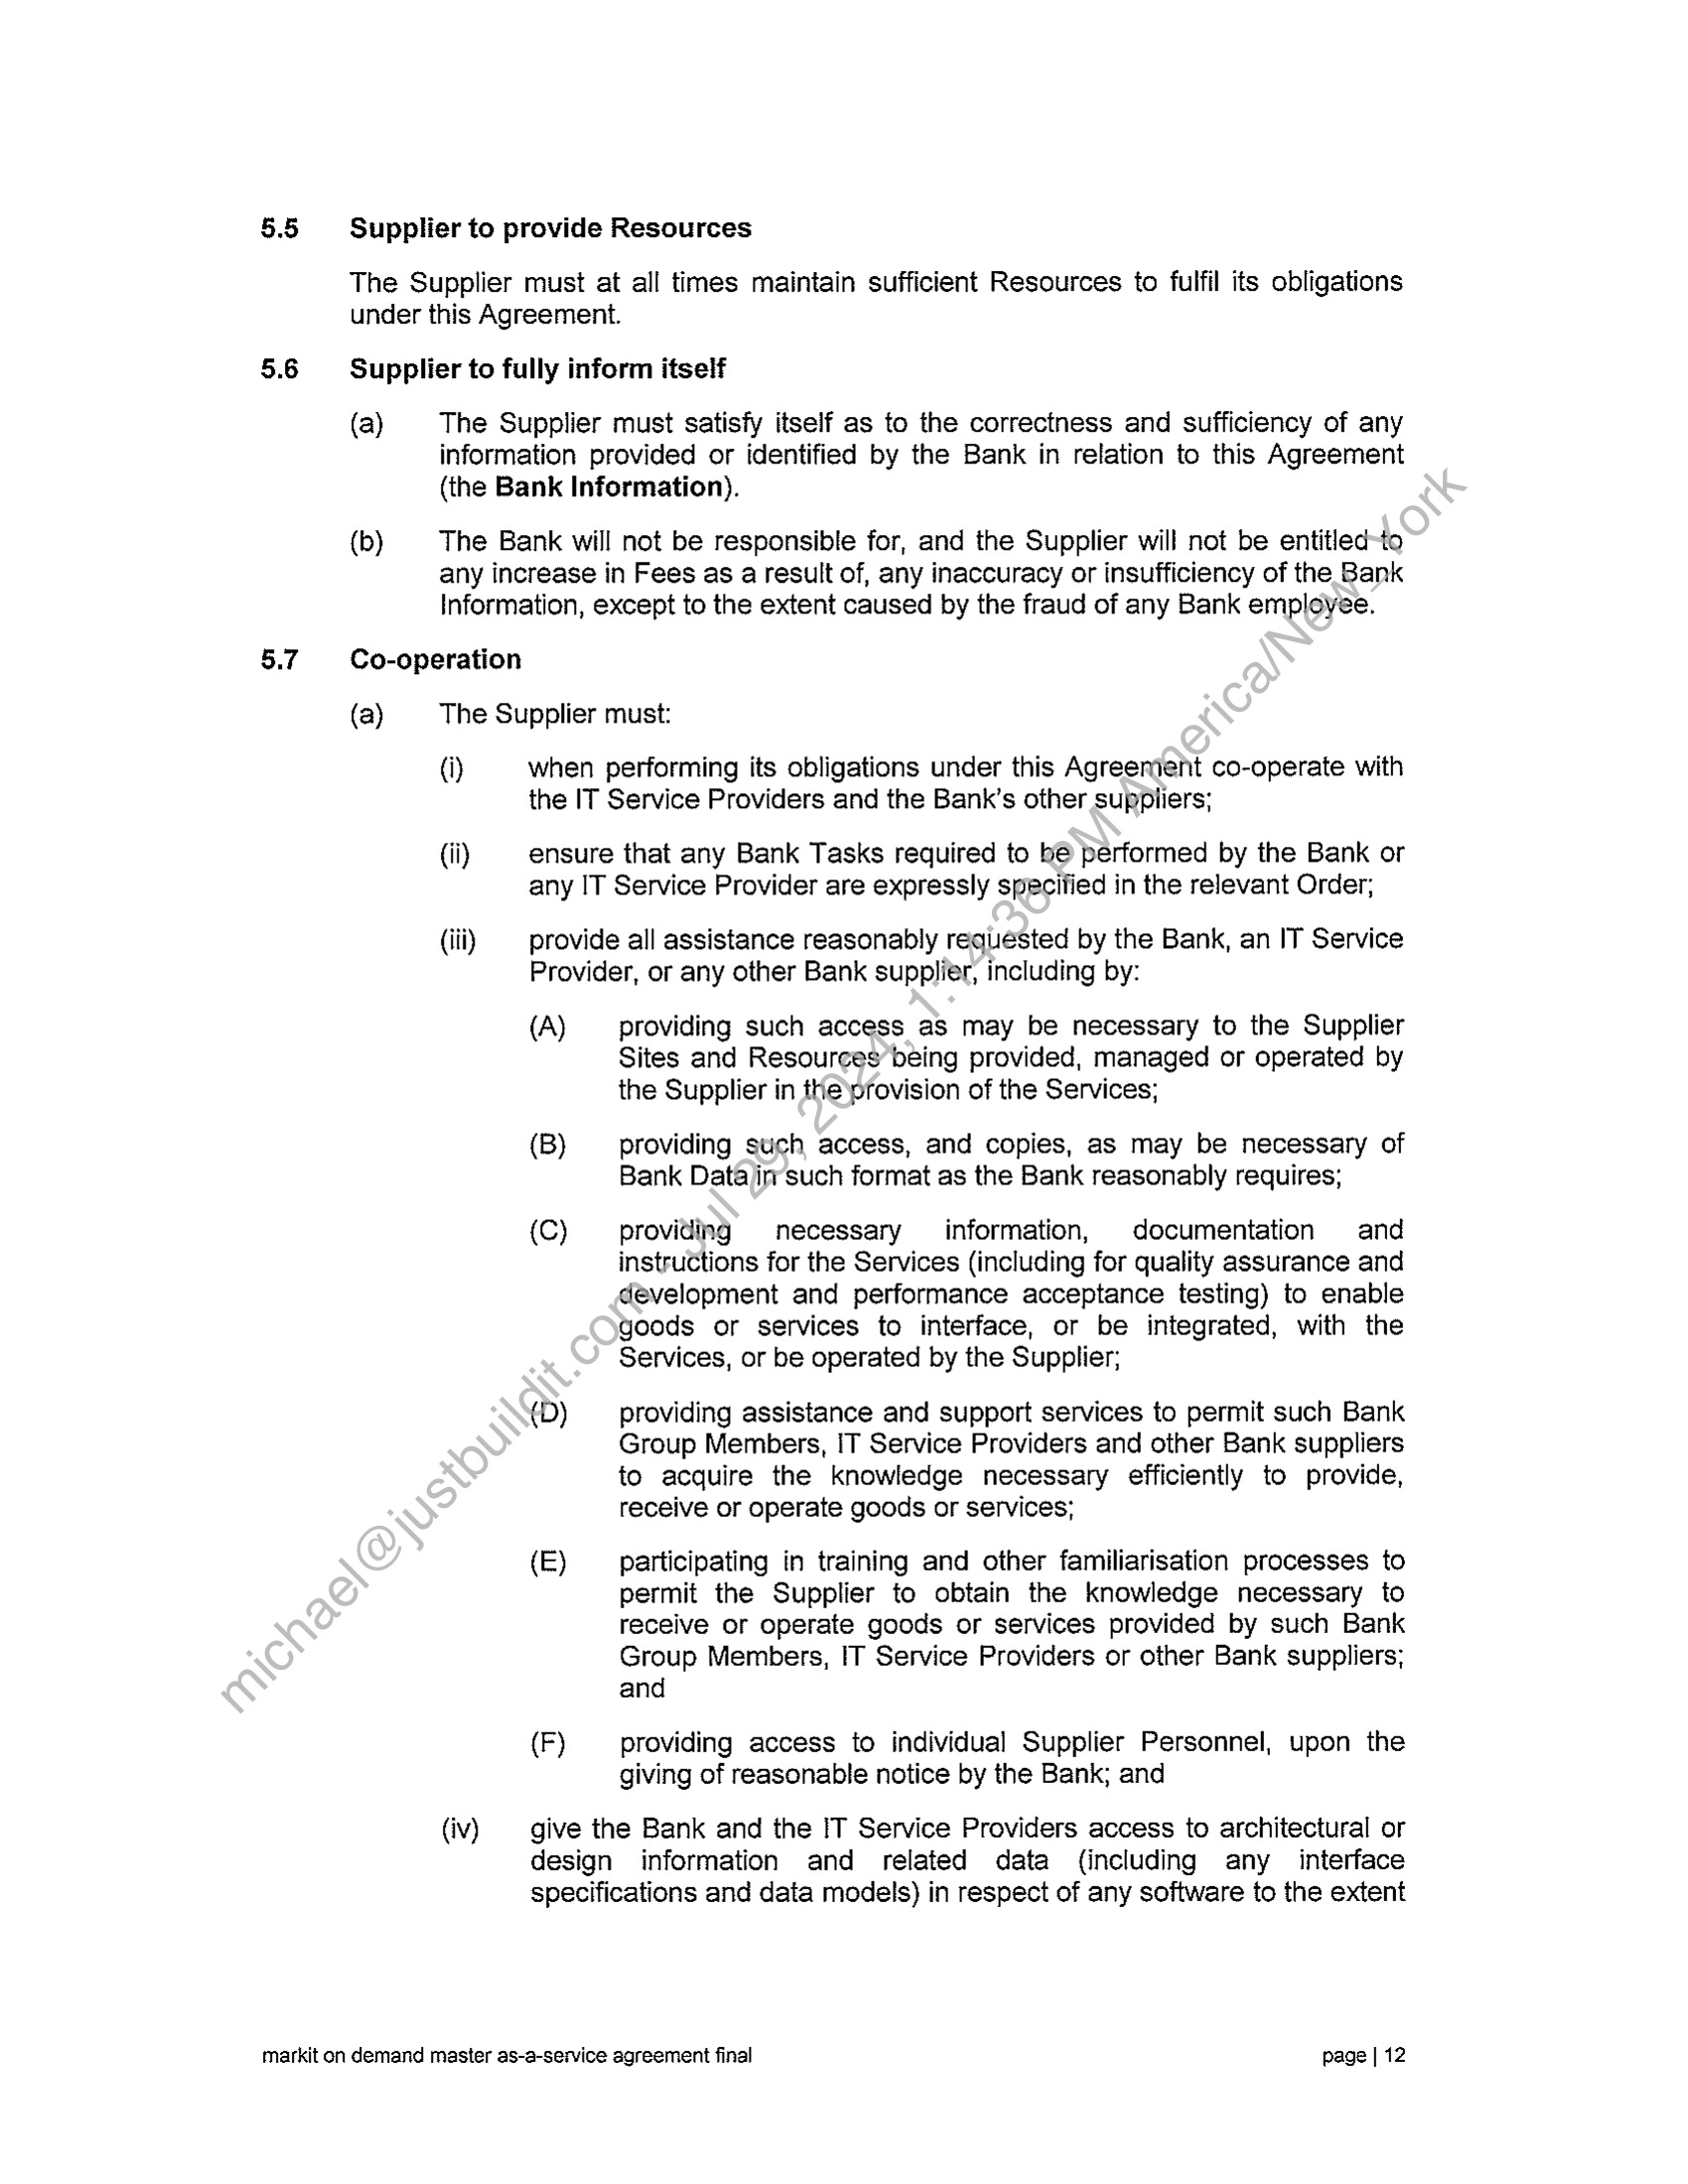 5.5 Supplier to provide Resources
The Supplier must at all times maintain sufficient Resources to fulfil its obligations
under this Agreement.
5.6 Supplier to fully inform itself
(a) The Supplier must satisfy itself as to the correctness and sufficiency of any
information provided or identified by the Bank in relation to this Agreement
(the Bank Information).
(b) The Bank will not be responsible for, and the Supplier will not be entitled to
any increase in Fees as a result of, any inaccuracy or insufficiency of the Bank
Information, except to the extent caused by the fraud of any Bank employee.
5.7 Co-operation
(a) The Supplier must:
(i) when performing its obligations under this Agreement co-operate with
the IT Service Providers and the Bank's other suppliers;
(ii) ensure that any Bank Tasks required to be performed by the Bank or
any IT Service Provider are expressly specified in the relevant Order;
(iii) provide all assistance reasonably requested by the Bank, an IT Service
Provider, or any other Bank supplier, including by:
(A) providing such access as may be necessary to the Supplier
Sites and Resources being provided, managed or operated by
the Supplier in the provision of the Services;
(B) providing such access, and copies, as may be necessary of
Bank Data in such format as the Bank reasonably requires;
(C) providing necessary information, documentation and
instructions for the Services (including for quality assurance and
development and performance acceptance testing) to enable
goods or services to interface, or be integrated, with the
Services, or be operated by the Supplier;
(D) providing assistance and support services to permit such Bank
Group Members, IT Service Providers and other Bank suppliers
to acquire the knowledge necessary efficiently to provide,
receive or operate goods or services;
(E) participating in training and other familiarisation processes to
permit the Supplier to obtain the knowledge necessary to
receive or operate goods or services provided by such Bank
Group Members, IT Service Providers or other Bank suppliers;
and
(F) providing access to individual Supplier Personnel, upon the
giving of reasonable notice by the Bank; and
(iv) give the Bank and the IT Service Providers access to architectural or
design information and related data (including any interface
specifications and data models) in respect of any software to the extent
markit on demand master as-a-service agreement final page | 12
michael@justbuildit.com - Jul 29, 2024, 1:14:36 PM America/New_York